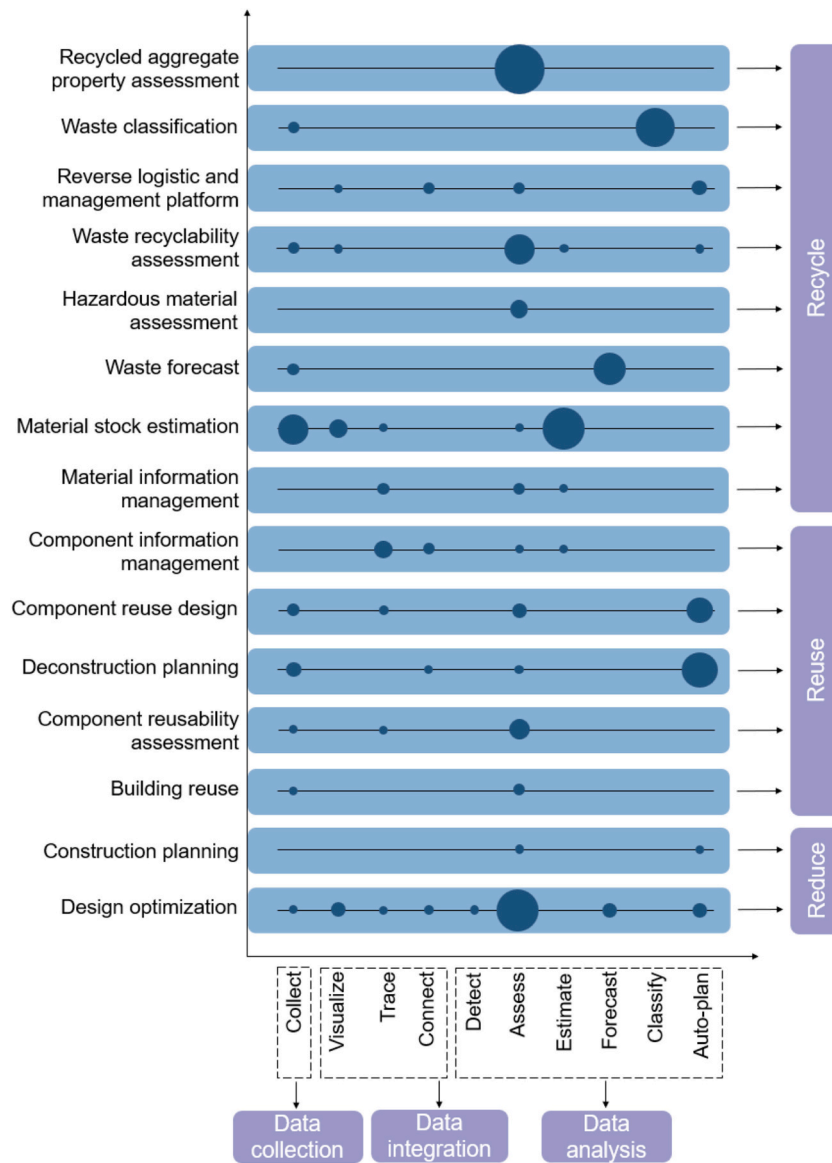 Recycled aggregate
property assessment
Waste classification
Reverse logistic and
management platform
Waste recyclability
assessment
Hazardous material
assessment
Waste forecast
Material stock estimation
Material information
management
Recycle
Component information
management
Component reuse design
Deconstruction planning
Component reusability
assessment
Building reuse
Reuse
Construction planning
Design optimization
Reduce
Collect
Visualize
Trace
Connect
Detect
Assess
Estimate
Forecast
Classify
Auto-plan
Data
collection
Data
integration
Data
analysis